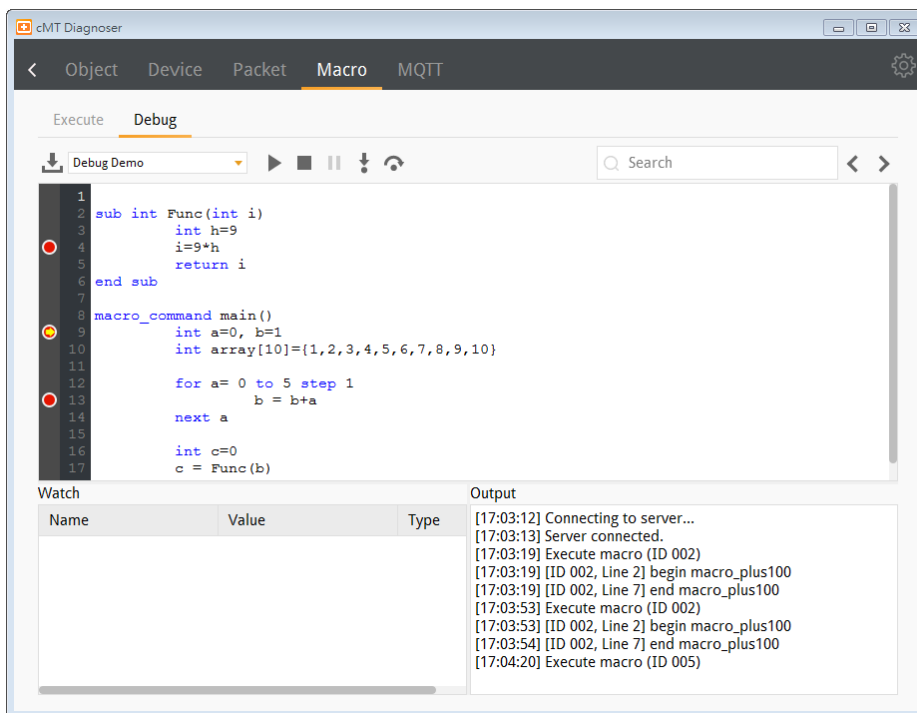 cMT Diagnoser
Object Device Packet Macro MQTT
Execute Debug
Debug Demo Search
1
2 sub int Func(int i)
3 int h=9
4 i=9*h
5 return i
6 end sub
7
8 macro_command main()
9 int a=0, b=1
10 int array[10]={1,2,3,4,5,6,7,8,9,10}
11
12 for a= 0 to 5 step 1
13 b = b+a
14 next a
15
16 int c=0
17 c = Func(b)
Watch
Name Value Type
Output
[17:03:12] Connecting to server...
[17:03:13] Server connected.
[17:03:19] Execute macro (ID 002)
[17:03:19] [ID 002, Line 2] begin macro_plus100
[17:03:19] [ID 002, Line 7] end macro_plus100
[17:03:53] Execute macro (ID 002)
[17:03:53] [ID 002, Line 2] begin macro_plus100
[17:03:54] [ID 002, Line 7] end macro_plus100
[17:04:20] Execute macro (ID 005)